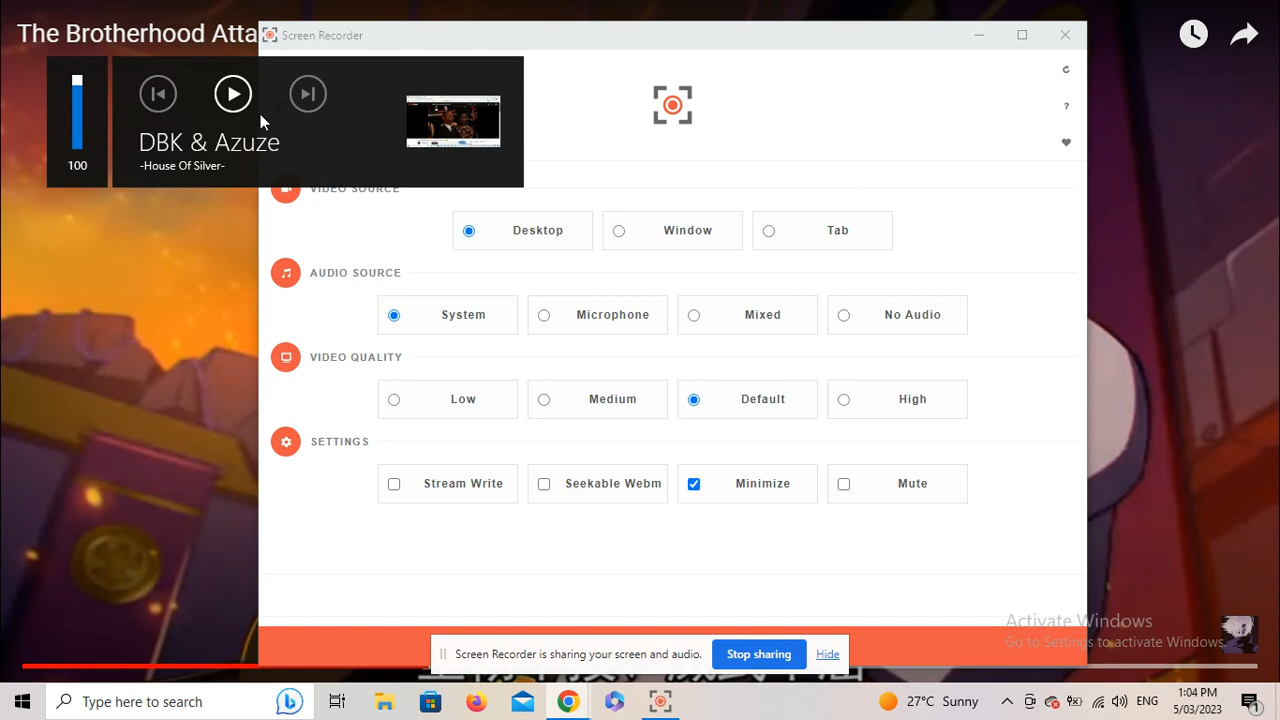 The Brotherhood Atta
Screen Recorder
?
DBK & Azuze
-House Of Silver-
100
VIDEO SOURCE
Desktop
Window
Tab
AUDIO SOURCE
System
Microphone
Mixed
No Audio
VIDEO QUALITY
Low
Medium
Default
High
SETTINGS
Stream Write
Seekable Webm
Minimize
Mute
Activate Windows
Go to Settings to activate Windows.
Screen Recorder is sharing your screen and audio.
Stop sharing
Hide
Type here to search
27°C Sunny
ENG
1:04 PM
5/03/2023
1